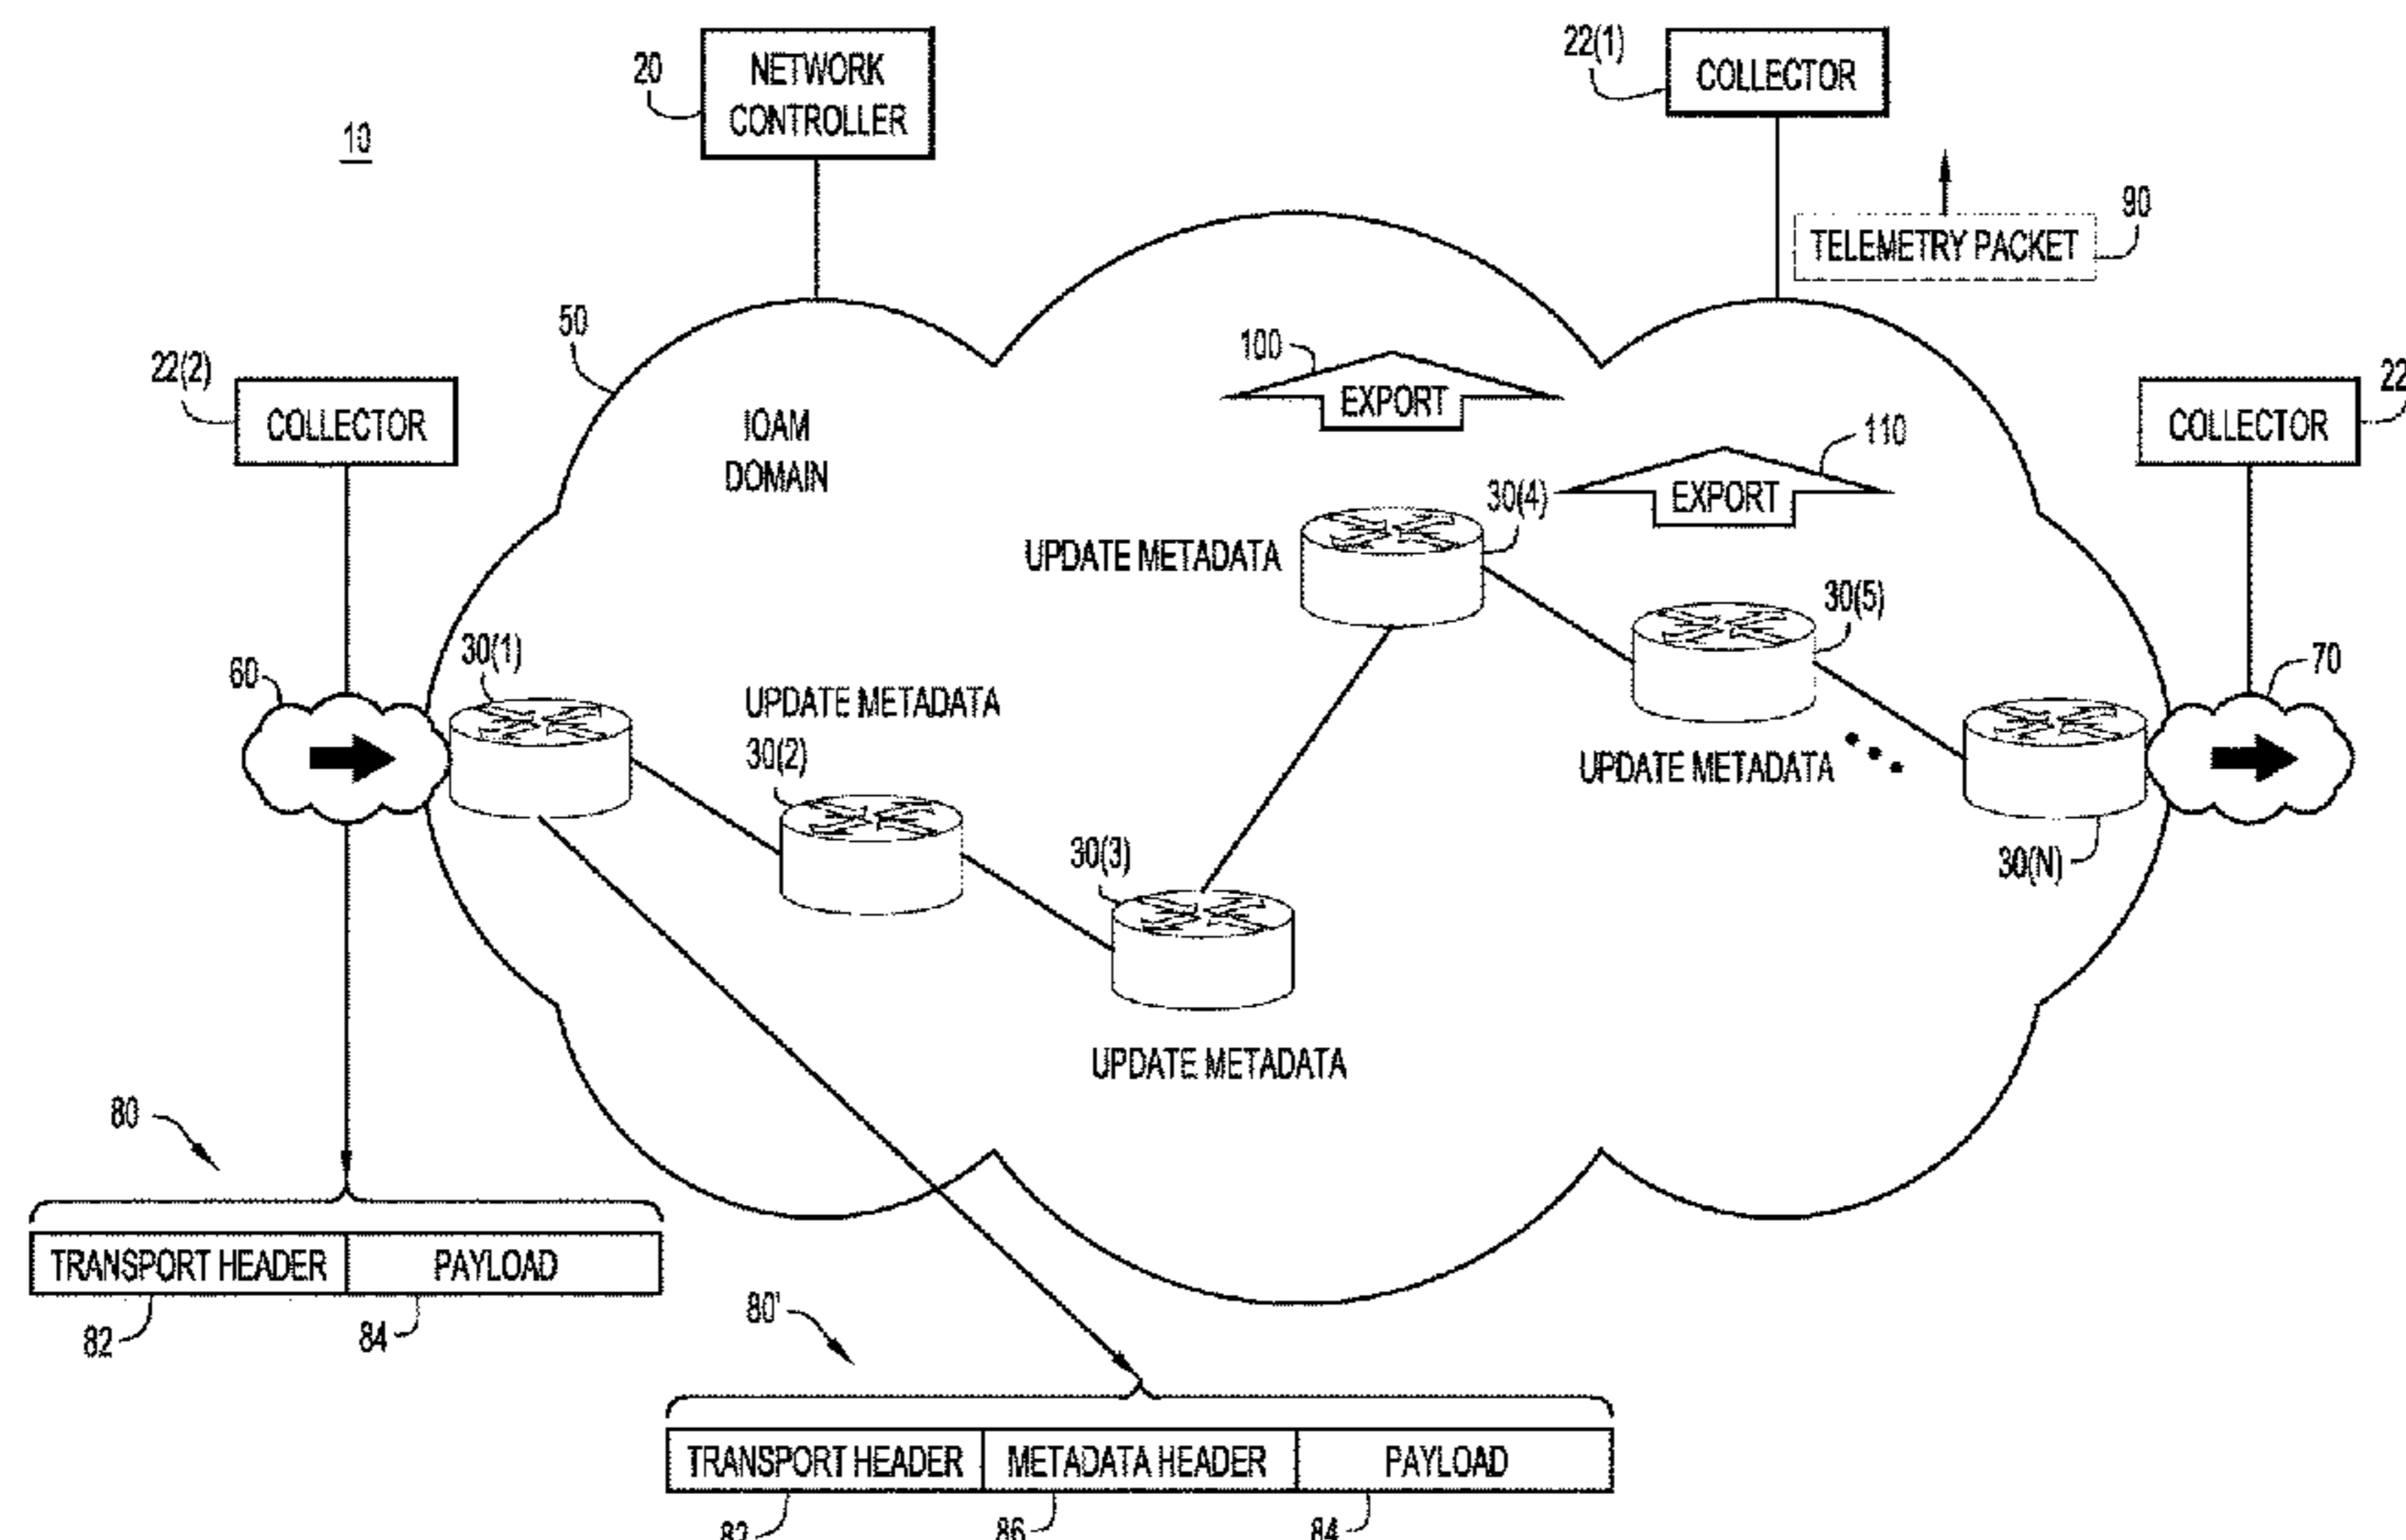 10
20
NETWORK
CONTROLLER
22(1)
COLLECTOR
90
TELEMETRY PACKET
50
22(2)
COLLECTOR
IOAM
DOMAIN
100
EXPORT
110
EXPORT
22
COLLECTOR
30(4)
UPDATE METADATA
30(5)
UPDATE METADATA
60
30(1)
UPDATE METADATA
30(2)
30(3)
UPDATE METADATA
70
30(N)
80
TRANSPORT HEADER PAYLOAD
82 84
80'
TRANSPORT HEADER METADATA HEADER PAYLOAD
82 86 84